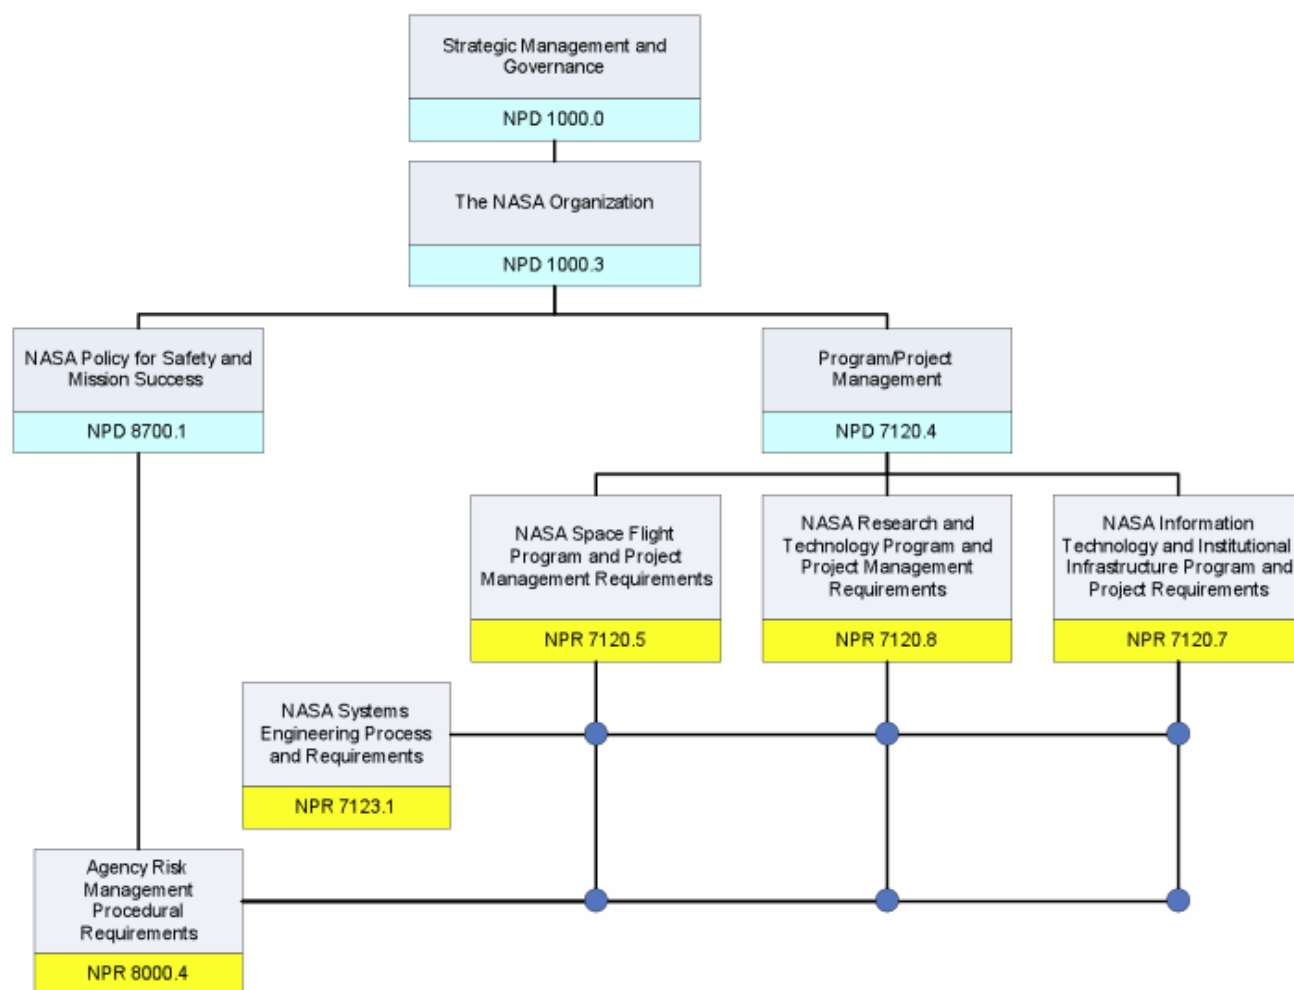 Strategic Management and
Governance
NPD 1000.0
The NASA Organization
NPD 1000.3
NASA Policy for Safety and
Mission Success
NPD 8700.1
Program/Project
Management
NPD 7120.4
NASA Space Flight
Program and Project
Management Requirements
NPR 7120.5
NASA Research and
Technology Program and
Project Management
Requirements
NPR 7120.8
NASA Information
Technology and Institutional
Infrastructure Program and
Project Requirements
NPR 7120.7
NASA Systems
Engineering Process
and Requirements
NPR 7123.1
Agency Risk
Management
Procedural
Requirements
NPR 8000.4